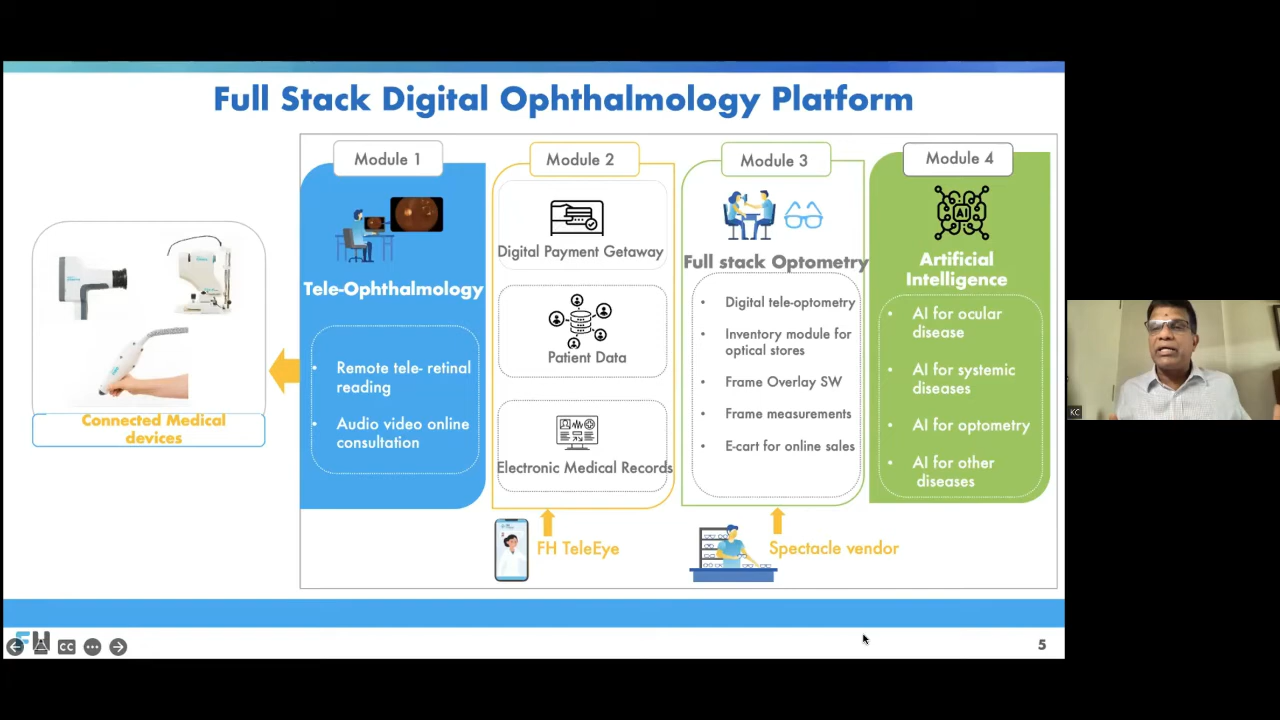 Full Stack Digital Ophthalmology Platform
Connected Medical
devices
Module 1
Tele-Ophthalmology
• Remote tele- retinal
reading
• Audio video online
consultation
Module 2
Digital Payment Getaway
Patient Data
Electronic Medical Records
FH TeleEye
Module 3
Full stack Optometry
• Digital tele-optometry
• Inventory module for
optical stores
• Frame Overlay SW
• Frame measurements
• E-cart for online sales
Spectacle vendor
Module 4
AI
Artificial
Intelligence
• AI for ocular
disease
• AI for systemic
diseases
• AI for optometry
• AI for other
diseases
KC
CC
5